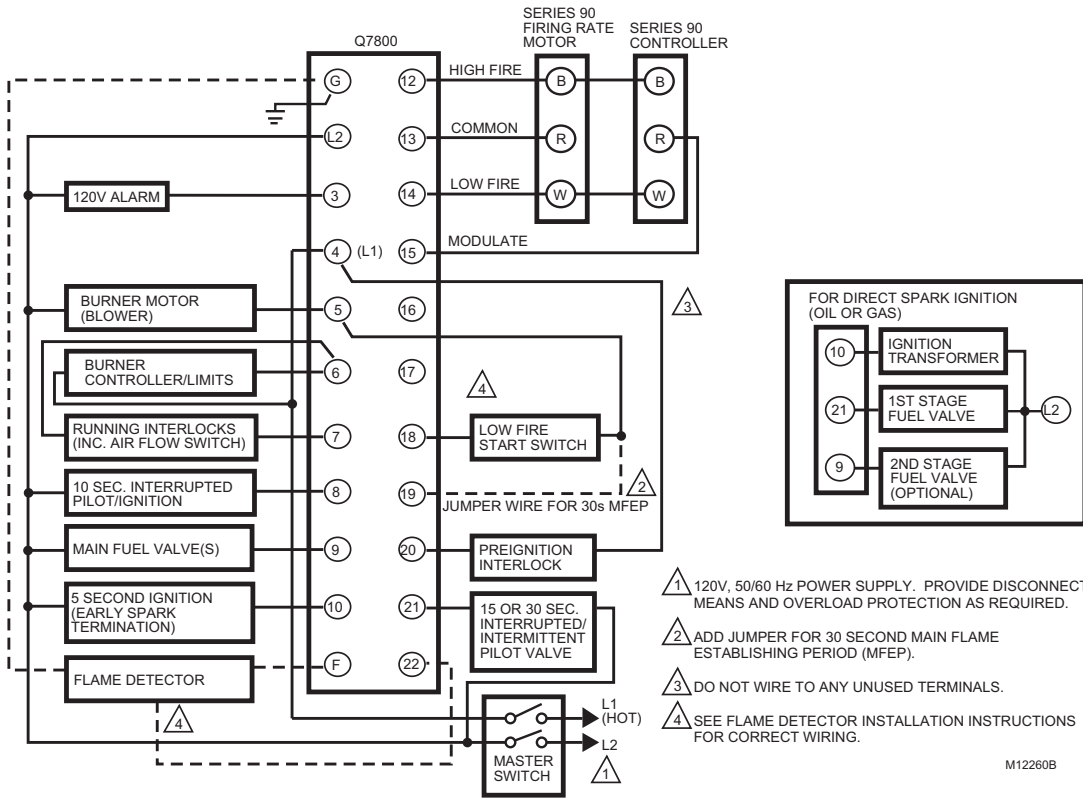 SERIES 90
FIRING RATE
MOTOR
SERIES 90
CONTROLLER
Q7800
G
12
HIGH FIRE
B
B
L2
13
COMMON
R
R
120V ALARM
3
14
LOW FIRE
W
W
4
(L1)
15
MODULATE
BURNER MOTOR
(BLOWER)
5
16
3
BURNER
CONTROLLER/LIMITS
6
17
4
RUNNING INTERLOCKS
(INC. AIR FLOW SWITCH)
7
18
LOW FIRE
START SWITCH
10 SEC. INTERRUPTED
PILOT/IGNITION
8
19
2
JUMPER WIRE FOR 30s MFEP
MAIN FUEL VALVE(S)
9
20
PREIGNITION
INTERLOCK
5 SECOND IGNITION
(EARLY SPARK
TERMINATION)
10
21
15 OR 30 SEC.
INTERRUPTED/
INTERMITTENT
PILOT VALVE
FLAME DETECTOR
F
22
4
L1
(HOT)
L2
MASTER
SWITCH
1
FOR DIRECT SPARK IGNITION
(OIL OR GAS)
10
IGNITION
TRANSFORMER
21
1ST STAGE
FUEL VALVE
L2
9
2ND STAGE
FUEL VALVE
(OPTIONAL)
1 120V, 50/60 Hz POWER SUPPLY. PROVIDE DISCONNECT
MEANS AND OVERLOAD PROTECTION AS REQUIRED.
2 ADD JUMPER FOR 30 SECOND MAIN FLAME
ESTABLISHING PERIOD (MFEP).
3 DO NOT WIRE TO ANY UNUSED TERMINALS.
4 SEE FLAME DETECTOR INSTALLATION INSTRUCTIONS
FOR CORRECT WIRING.
M12260B